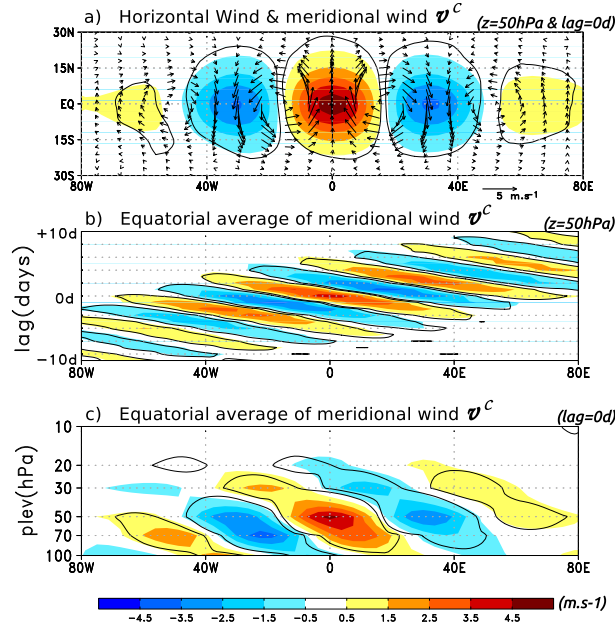 a) Horizontal Wind & meridional wind 𝒗ᶜ (z=50hPa & lag=0d)
30N
15N
EQ
15S
30S
80W 40W 0 40E 80E
5 m.s-1
b) Equatorial average of meridional wind 𝒗ᶜ (z=50hPa)
lag(days)
+10d
0d
-10d
80W 40W 0 40E 80E
c) Equatorial average of meridional wind 𝒗ᶜ (lag=0d)
plev(hPa)
10
20
30
50
70
100
80W 40W 0 40E 80E
-4.5 -3.5 -2.5 -1.5 -0.5 0.5 1.5 2.5 3.5 4.5 (m.s-1)